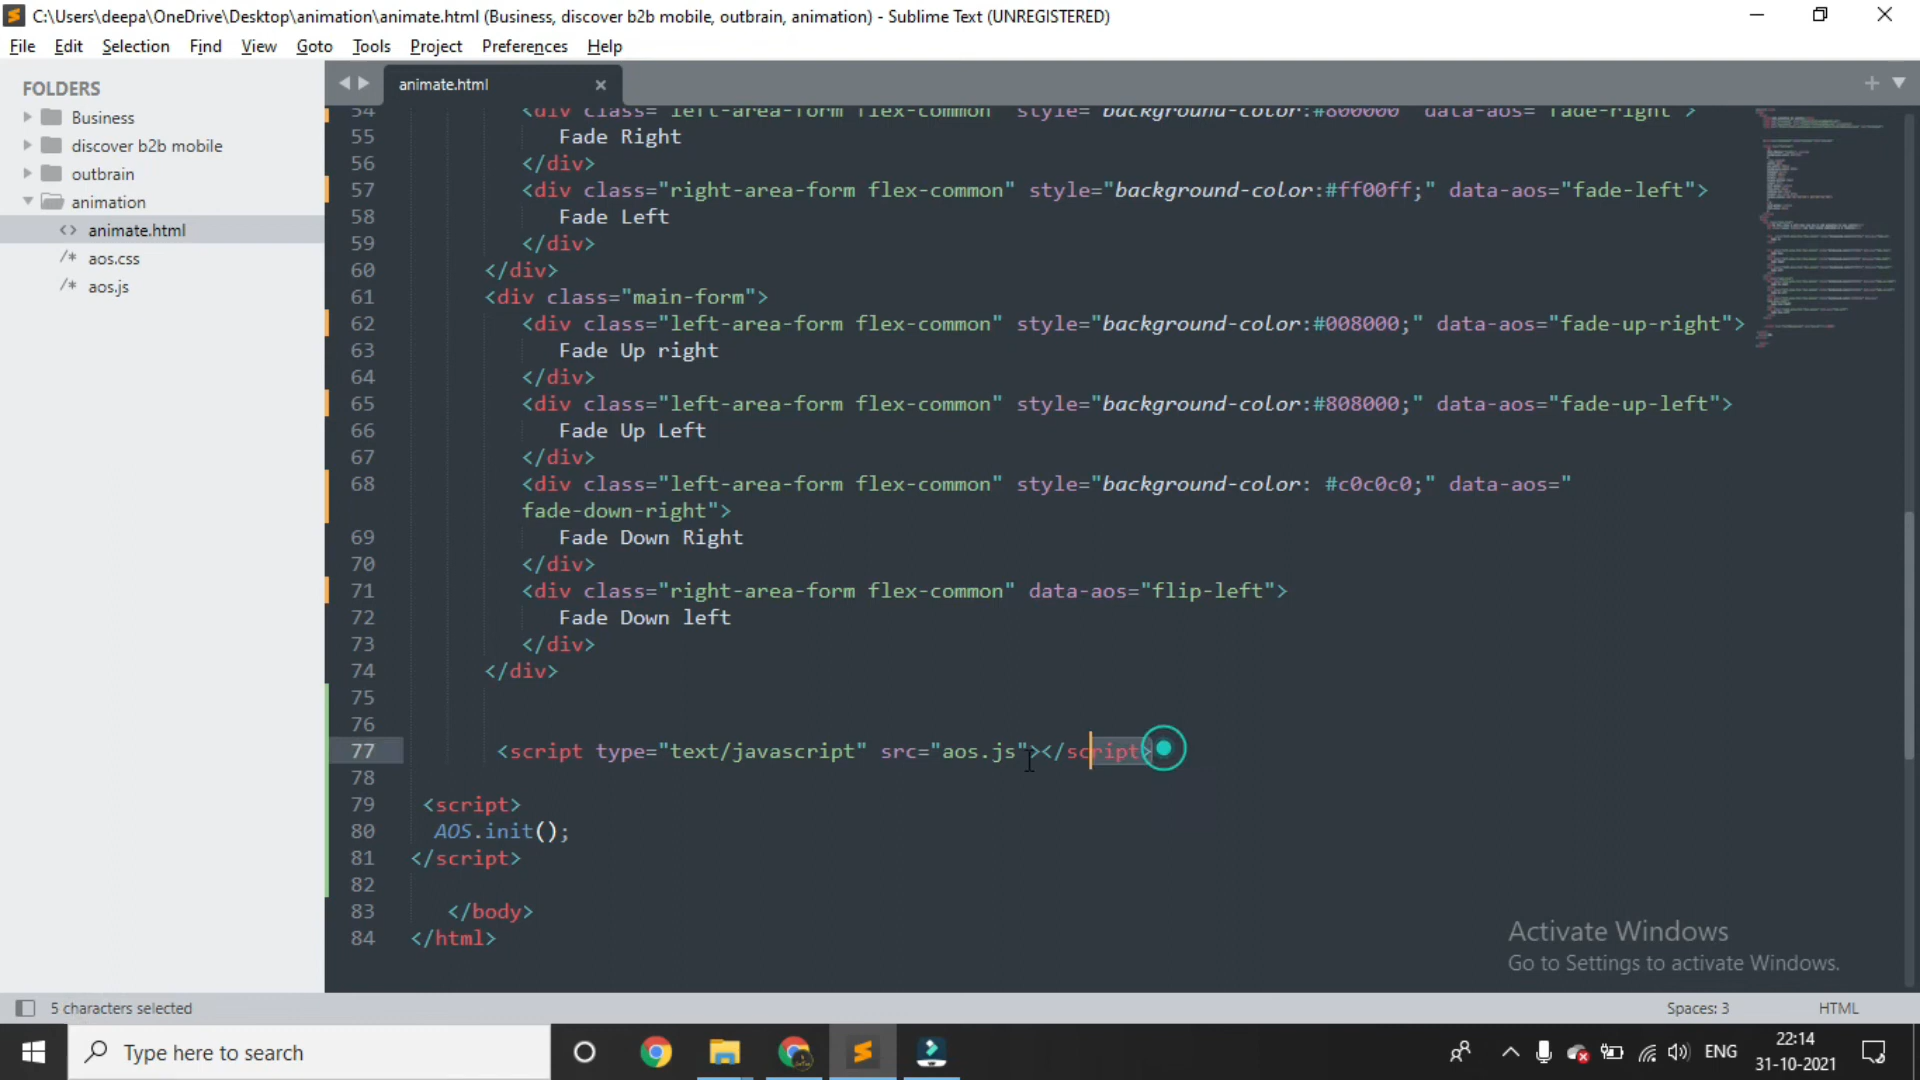 C:\Users\deepa\OneDrive\Desktop\animation\animate.html (Business, discover b2b mobile, outbrain, animation) - Sublime Text (UNREGISTERED)
File Edit Selection Find View Goto Tools Project Preferences Help
FOLDERS
Business
discover b2b mobile
outbrain
animation
<> animate.html
/* aos.css
/* aos.js
animate.html
54 <div class="left-area-form flex-common" style="background-color:#800000" data-aos="fade-right">
55 Fade Right
56 </div>
57 <div class="right-area-form flex-common" style="background-color:#ff00ff;" data-aos="fade-left">
58 Fade Left
59 </div>
60 </div>
61 <div class="main-form">
62 <div class="left-area-form flex-common" style="background-color:#008000;" data-aos="fade-up-right">
63 Fade Up right
64 </div>
65 <div class="left-area-form flex-common" style="background-color:#808000;" data-aos="fade-up-left">
66 Fade Up Left
67 </div>
68 <div class="left-area-form flex-common" style="background-color: #c0c0c0;" data-aos="
fade-down-right">
69 Fade Down Right
70 </div>
71 <div class="right-area-form flex-common" data-aos="flip-left">
72 Fade Down left
73 </div>
74 </div>
75
76
77 <script type="text/javascript" src="aos.js"></script>
78
79 <script>
80 AOS.init();
81 </script>
82
83 </body>
84 </html>
Activate Windows
Go to Settings to activate Windows.
5 characters selected
Spaces: 3
HTML
Type here to search
ENG
22:14
31-10-2021